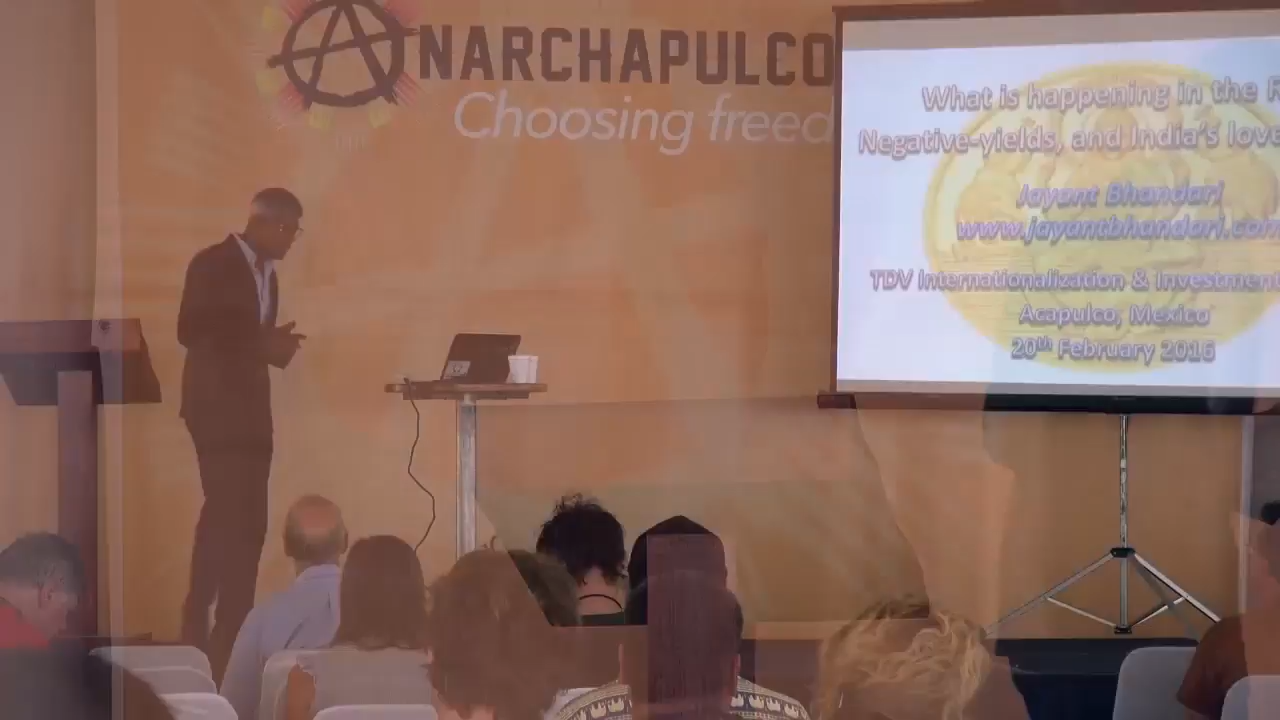 ANARCHAPULCO
Choosing freed
What is happening in the R
Negative-yields, and India's love
Jayant Bhandari
www.jayantbhandari.com
TDV Internationalization & Investment
Acapulco, Mexico
20th February 2016